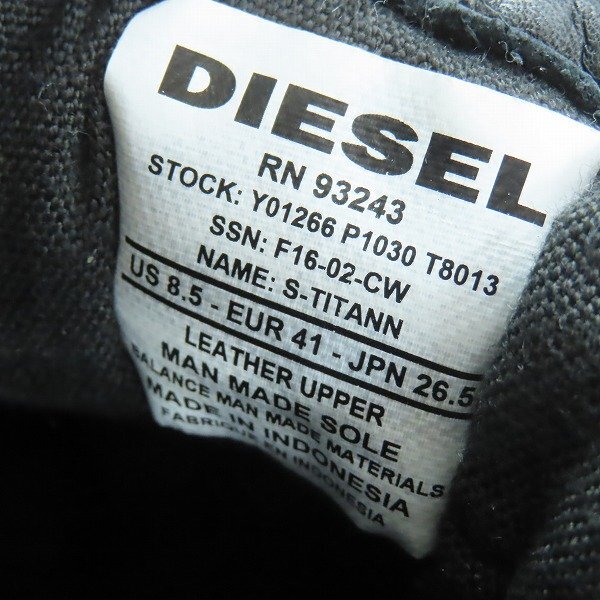 DIESEL
RN 93243
STOCK: Y01266 P1030 T8013
SSN: F16-02-CW
NAME: S-TITANN
US 8.5 - EUR 41 - JPN 26.5
LEATHER UPPER
MAN MADE SOLE
BALANCE MAN MADE MATERIALS
MADE IN INDONESIA
FABRIQUE EN INDONESIA